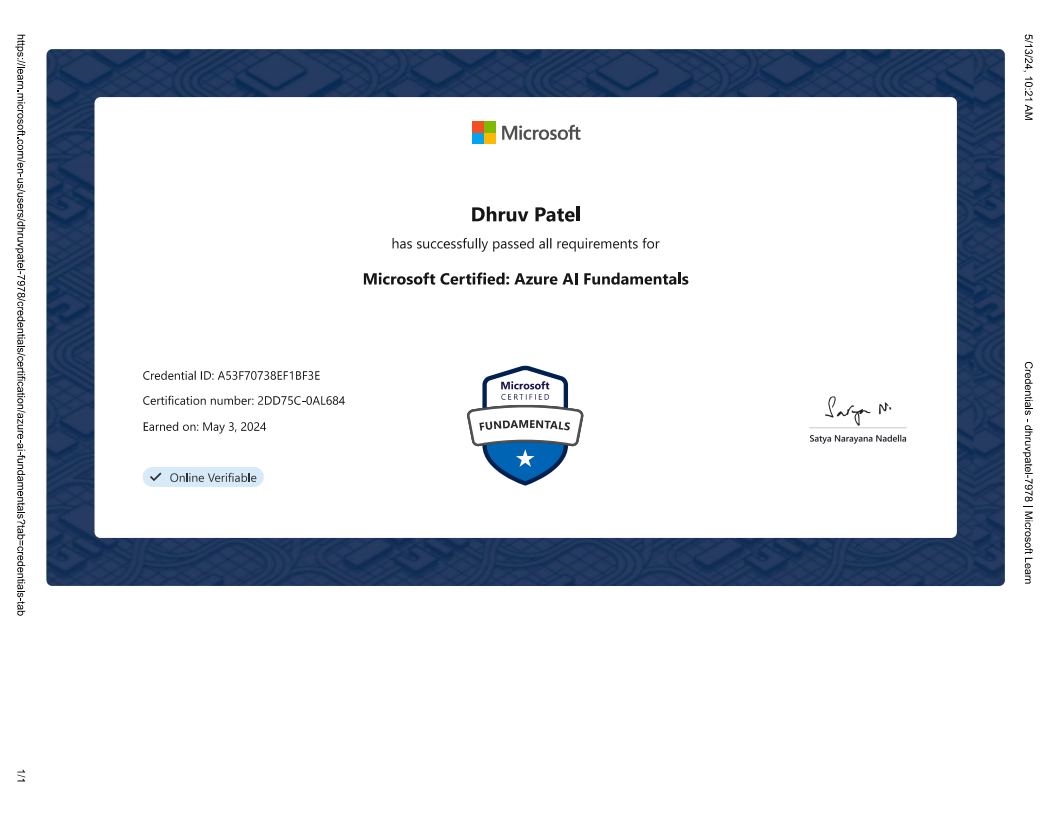 5/13/24, 10:21 AM
Credentials - dhruvpatel-7978 | Microsoft Learn
Microsoft
Dhruv Patel
has successfully passed all requirements for
Microsoft Certified: Azure AI Fundamentals
Credential ID: A53F70738EF1BF3E
Certification number: 2DD75C-0AL684
Earned on: May 3, 2024
Online Verifiable
Microsoft
CERTIFIED
FUNDAMENTALS
Satya N.
Satya Narayana Nadella
https://learn.microsoft.com/en-us/users/dhruvpatel-7978/credentials/certification/azure-ai-fundamentals?tab=credentials-tab
1/1